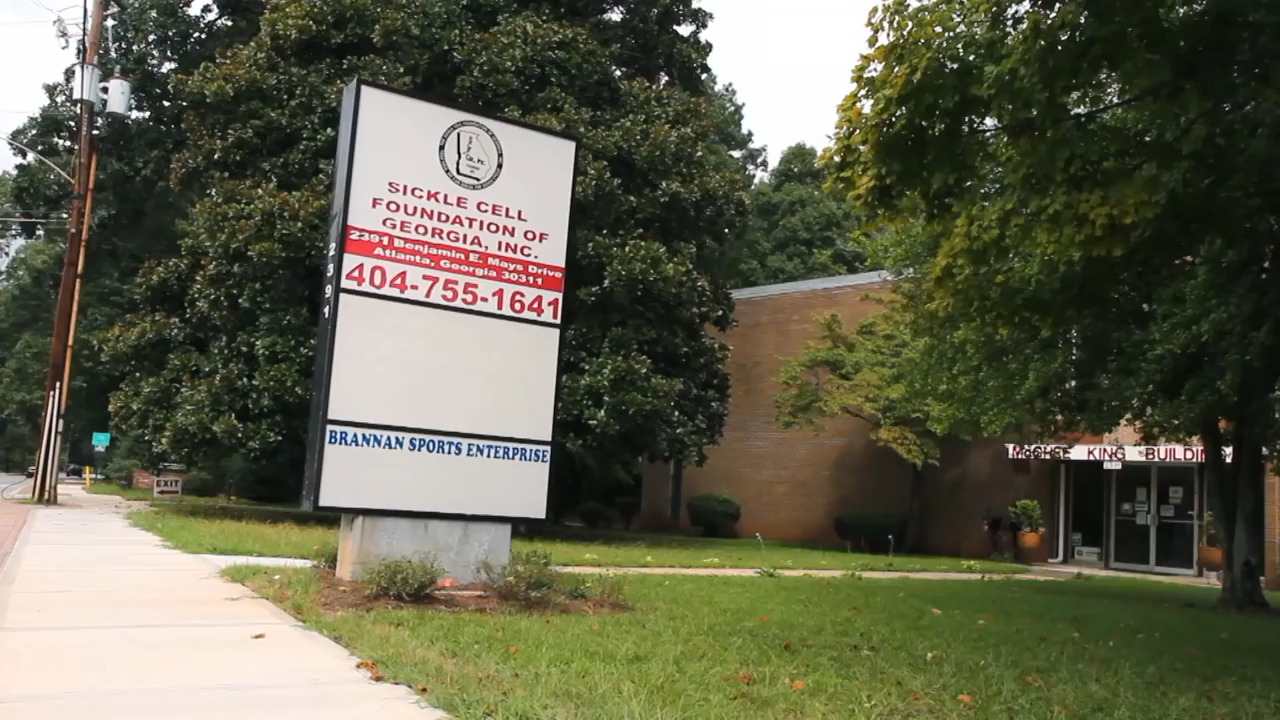 SICKLE CELL
FOUNDATION OF
GEORGIA, INC.
2391 Benjamin E. Mays Drive
Atlanta, Georgia 30311
404-755-1641
BRANNAN SPORTS ENTERPRISE
2391
EXIT
McGHEE KING BUILDING